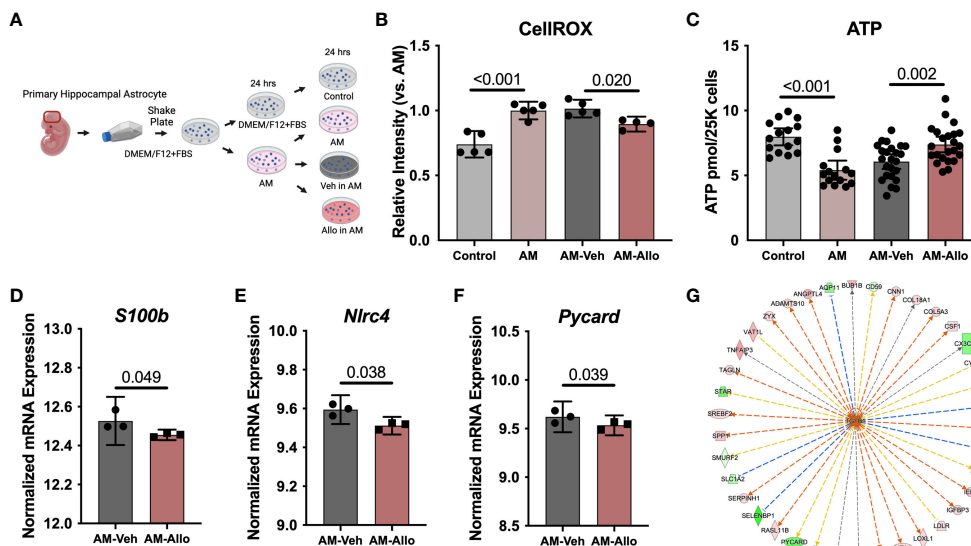 A
Primary Hippocampal Astrocyte
Shake
Plate
DMEM/F12+FBS
24 hrs
DMEM/F12+FBS
AM
24 hrs
Control
AM
Veh in AM
Allo in AM
B
CellROX
Relative Intensity (vs. AM)
1.5
1.0
0.5
0.0
<0.001
0.020
Control
AM
AM-Veh
AM-Allo
C
ATP
ATP pmol/25K cells
15
10
5
0
<0.001
0.002
Control
AM
AM-Veh
AM-Allo
D
S100b
Normalized mRNA Expression
13.0
12.8
12.6
12.4
12.2
12.0
0.049
AM-Veh
AM-Allo
E
Nlrc4
Normalized mRNA Expression
10.0
9.8
9.6
9.4
9.2
9.0
0.038
AM-Veh
AM-Allo
F
Pycard
Normalized mRNA Expression
10.5
10.0
9.5
9.0
8.5
0.039
AM-Veh
AM-Allo
G
AQP11
BUB1B
CD59
CNN1
COL18A1
COL5A3
CSF1
CX3C
CY
ANGPTL4
ADAMTS10
ZYX
VAT1L
TNFAIP3
TAGLN
STAR
SREBF2
SPP1
SMURF2
SLC1A2
SERPINH1
SELENBP1
RASL11B
PYCARD
LOXL1
LDLR
IGFBP3